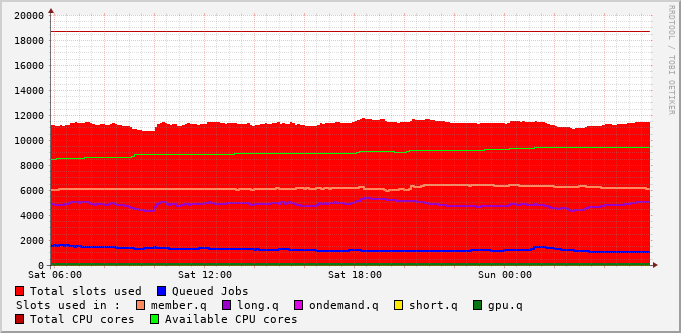 20000
18000
16000
14000
12000
10000
8000
6000
4000
2000
0
Sat 06:00 Sat 12:00 Sat 18:00 Sun 00:00
Total slots used Queued Jobs
Slots used in : member.q long.q ondemand.q short.q gpu.q
Total CPU cores Available CPU cores
RRDTOOL / TOBI OETIKER